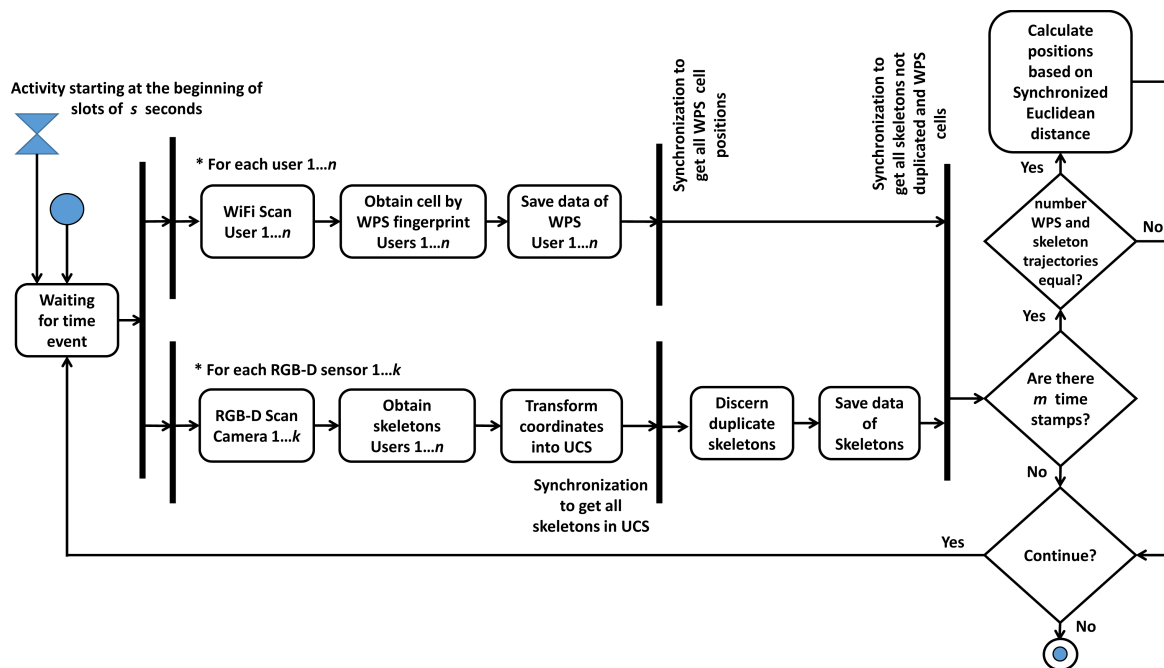 Activity starting at the beginning of
slots of s seconds
Waiting
for time
event
* For each user 1...n
WiFi Scan
User 1...n
Obtain cell by
WPS fingerprint
Users 1...n
Save data of
WPS
User 1...n
Synchronization to
get all WPS cell
positions
Synchronization to
get all skeletons not
duplicated and WPS
cells
* For each RGB-D sensor 1...k
RGB-D Scan
Camera 1...k
Obtain
skeletons
Users 1...n
Transform
coordinates
into UCS
Synchronization
to get all
skeletons in UCS
Discern
duplicate
skeletons
Save data
of
Skeletons
Calculate
positions
based on
Synchronized
Euclidean
distance
Yes
number
WPS and
skeleton
trajectories
equal?
No
Yes
Are there
m time
stamps?
No
Continue?
Yes
No